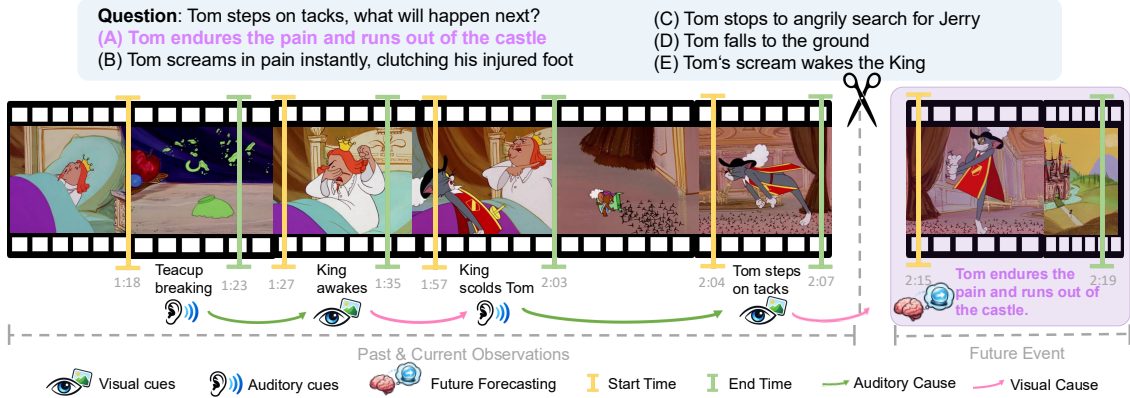 Question: Tom steps on tacks, what will happen next?
(A) Tom endures the pain and runs out of the castle
(B) Tom screams in pain instantly, clutching his injured foot
(C) Tom stops to angrily search for Jerry
(D) Tom falls to the ground
(E) Tom‘s scream wakes the King
1:18
Teacup
breaking
1:23
1:27
King
awakes
1:35
1:57
King
scolds Tom
2:03
2:04
Tom steps
on tacks
2:07
2:15
Tom endures the
pain and runs out of
the castle.
2:19
Past & Current Observations
Future Event
Visual cues
Auditory cues
Future Forecasting
Start Time
End Time
Auditory Cause
Visual Cause